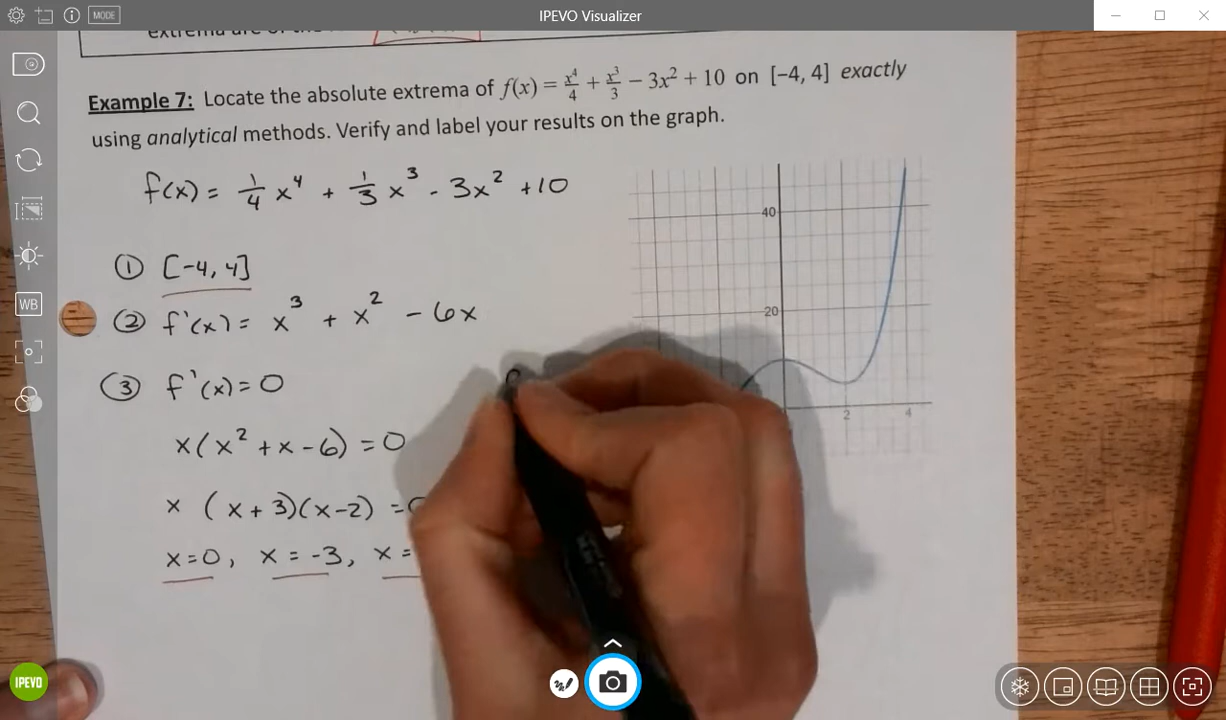 IPEVO Visualizer
MODE
Example 7: Locate the absolute extrema of f(x) = x⁴/4 + x³/3 − 3x² + 10 on [−4, 4] exactly
using analytical methods. Verify and label your results on the graph.
f(x) = 1/4 x⁴ + 1/3 x³ - 3x² + 10
① [-4, 4]
② f'(x) = x³ + x² - 6x
③ f'(x) = 0
x(x² + x - 6) = 0
x (x + 3)(x - 2) =
x = 0, x = -3, x =
40
20
2
4
WB
IPEVO